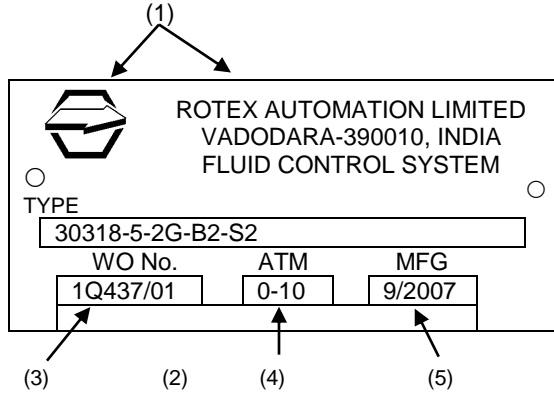 (1)
ROTEX AUTOMATION LIMITED
VADODARA-390010, INDIA
FLUID CONTROL SYSTEM
TYPE
30318-5-2G-B2-S2
WO No. ATM MFG
1Q437/01 0-10 9/2007
(3) (2) (4) (5)